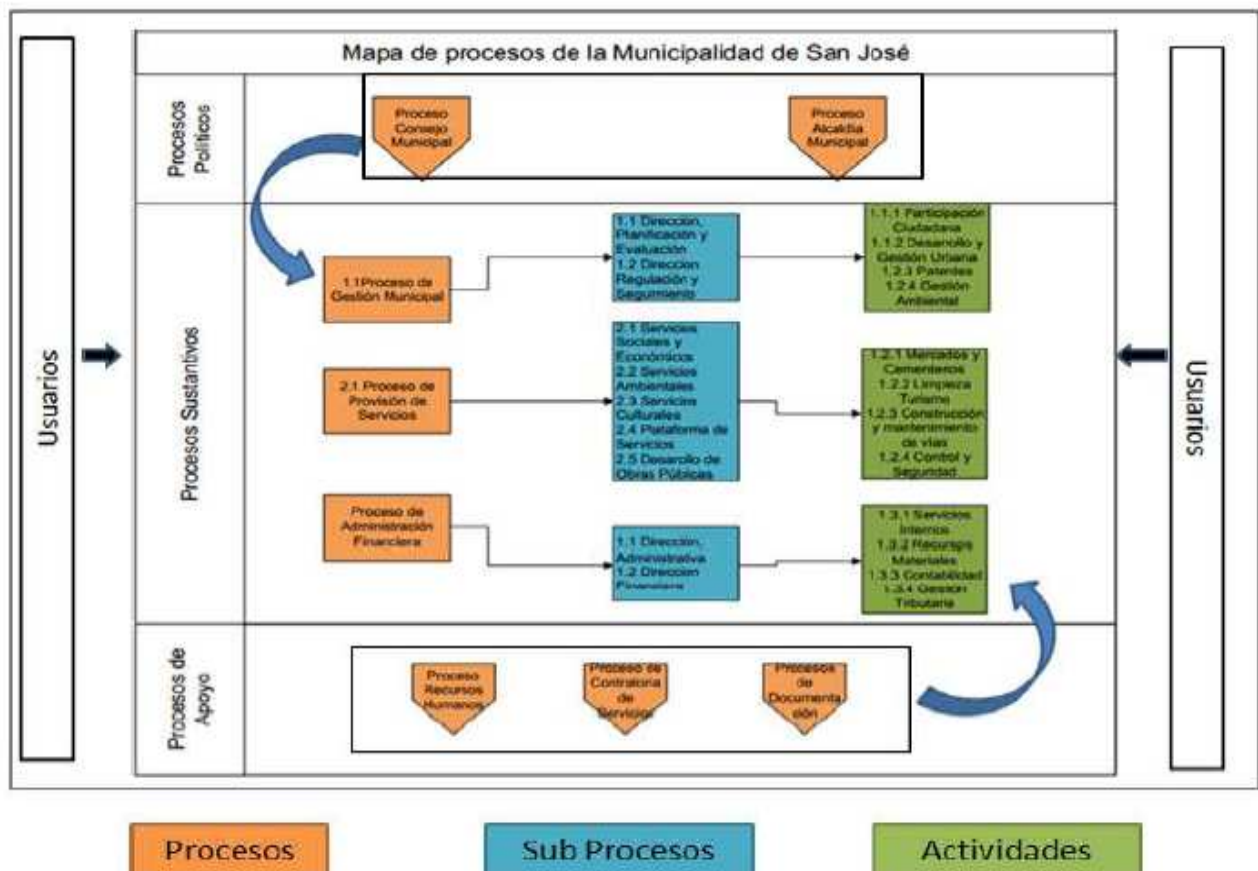 Mapa de procesos de la Municipalidad de San José
Usuarios
Procesos
Políticos
Proceso
Consejo
Municipal
Proceso
Alcaldía
Municipal
Procesos Sustantivos
1.1Proceso de
Gestión Municipal
1.1 Dirección,
Planificación y
Evaluación
1.2 Direccion
Regulación y
Seguimiento
1.1.1 Participación
Ciudadana
1.1.2 Desarrollo y
Gestión Urbana
1.2.3 Patentes
1.2.4 Gestión
Ambiental
2.1 Proceso de
Provisión de
Servicios
2.1 Servicios
Sociales y
Económicos
2.2 Servicios
Ambientales
2.3 Servicios
Culturales
2.4 Plataforma de
Servicios
2.5 Desarollo de
Obras Públicas
1.2.1 Mercados y
Cementerios
1.2.2 Limpieza
Turismo
1.2.3 Construcción
y mantenimiento
de vías
1.2.4 Control y
Seguridad
Proceso de
Administración
Financiera
1.1 Dirección,
Administrativa
1.2 Direccion
Financiera
1.3.1 Servicios
Internos
1.3.2 Recursos
Materiales
1.3.3 Contabilidad
1.3.4 Gestión
Tributaria
Procesos de
Apoyo
Proceso
Recursos
Humanos
Proceso de
Contraloria
de
Servicios
Procesos
de
Documenta
ción
Usuarios
Procesos
Sub Procesos
Actividades